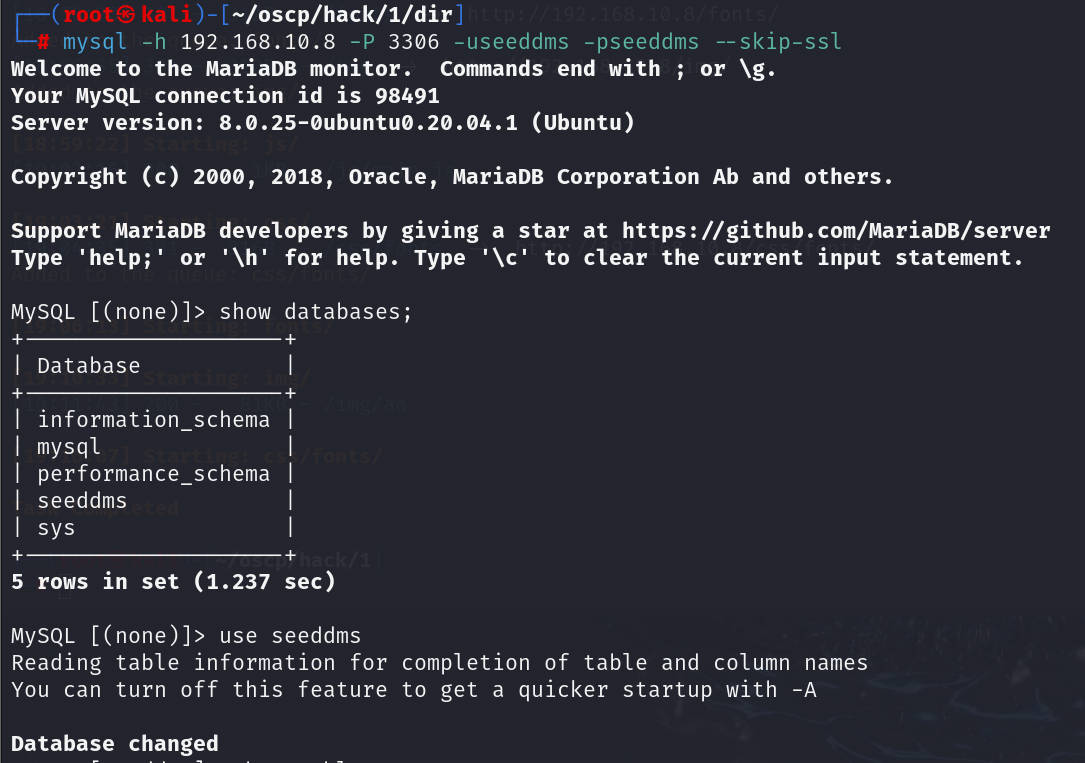 ┌──(root㉿kali)-[~/oscp/hack/1/dir]
└─# mysql -h 192.168.10.8 -P 3306 -useeddms -pseeddms --skip-ssl
Welcome to the MariaDB monitor.  Commands end with ; or \g.
Your MySQL connection id is 98491
Server version: 8.0.25-0ubuntu0.20.04.1 (Ubuntu)
Copyright (c) 2000, 2018, Oracle, MariaDB Corporation Ab and others.
Support MariaDB developers by giving a star at https://github.com/MariaDB/server
Type 'help;' or '\h' for help. Type '\c' to clear the current input statement.
MySQL [(none)]> show databases;
+--------------------+
| Database           |
+--------------------+
| information_schema |
| mysql              |
| performance_schema |
| seeddms            |
| sys                |
+--------------------+
5 rows in set (1.237 sec)
MySQL [(none)]> use seeddms
Reading table information for completion of table and column names
You can turn off this feature to get a quicker startup with -A
Database changed